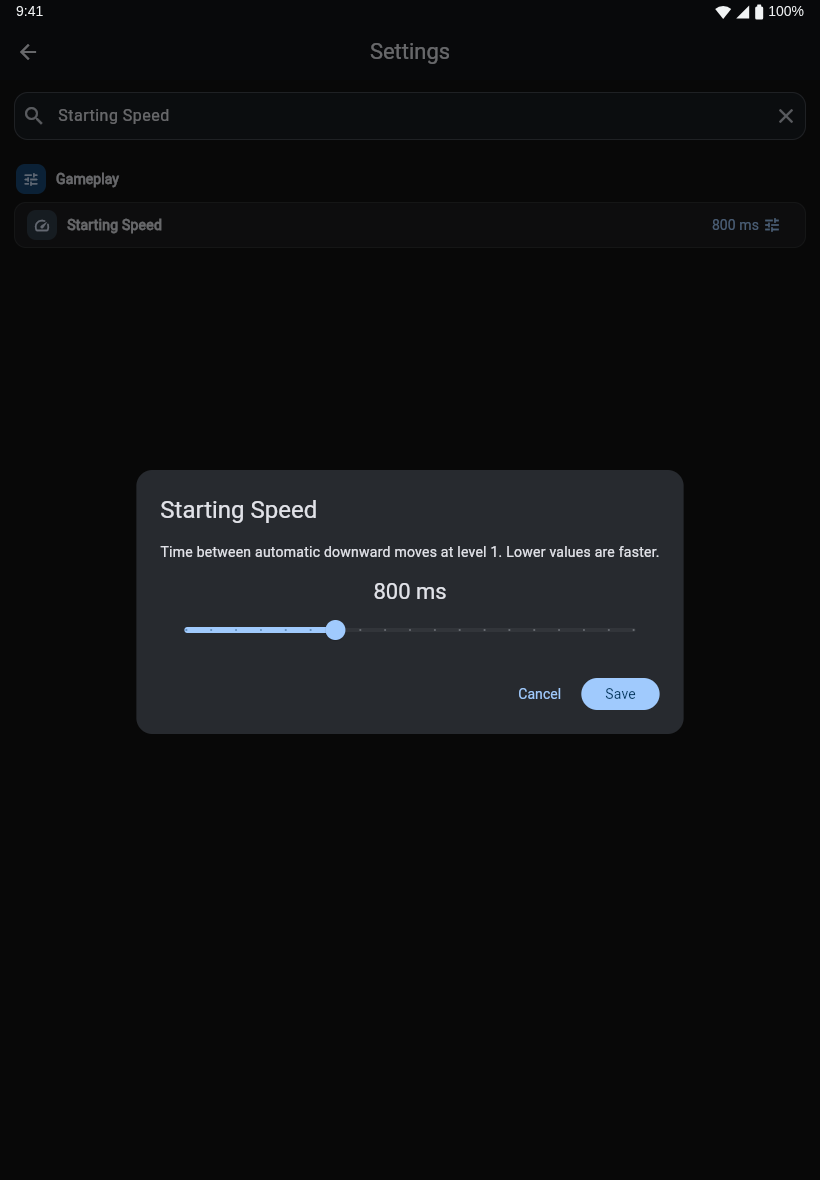 9:41
100%
Settings
Starting Speed
Gameplay
Starting Speed
800 ms
Starting Speed
Time between automatic downward moves at level 1. Lower values are faster.
800 ms
Cancel
Save